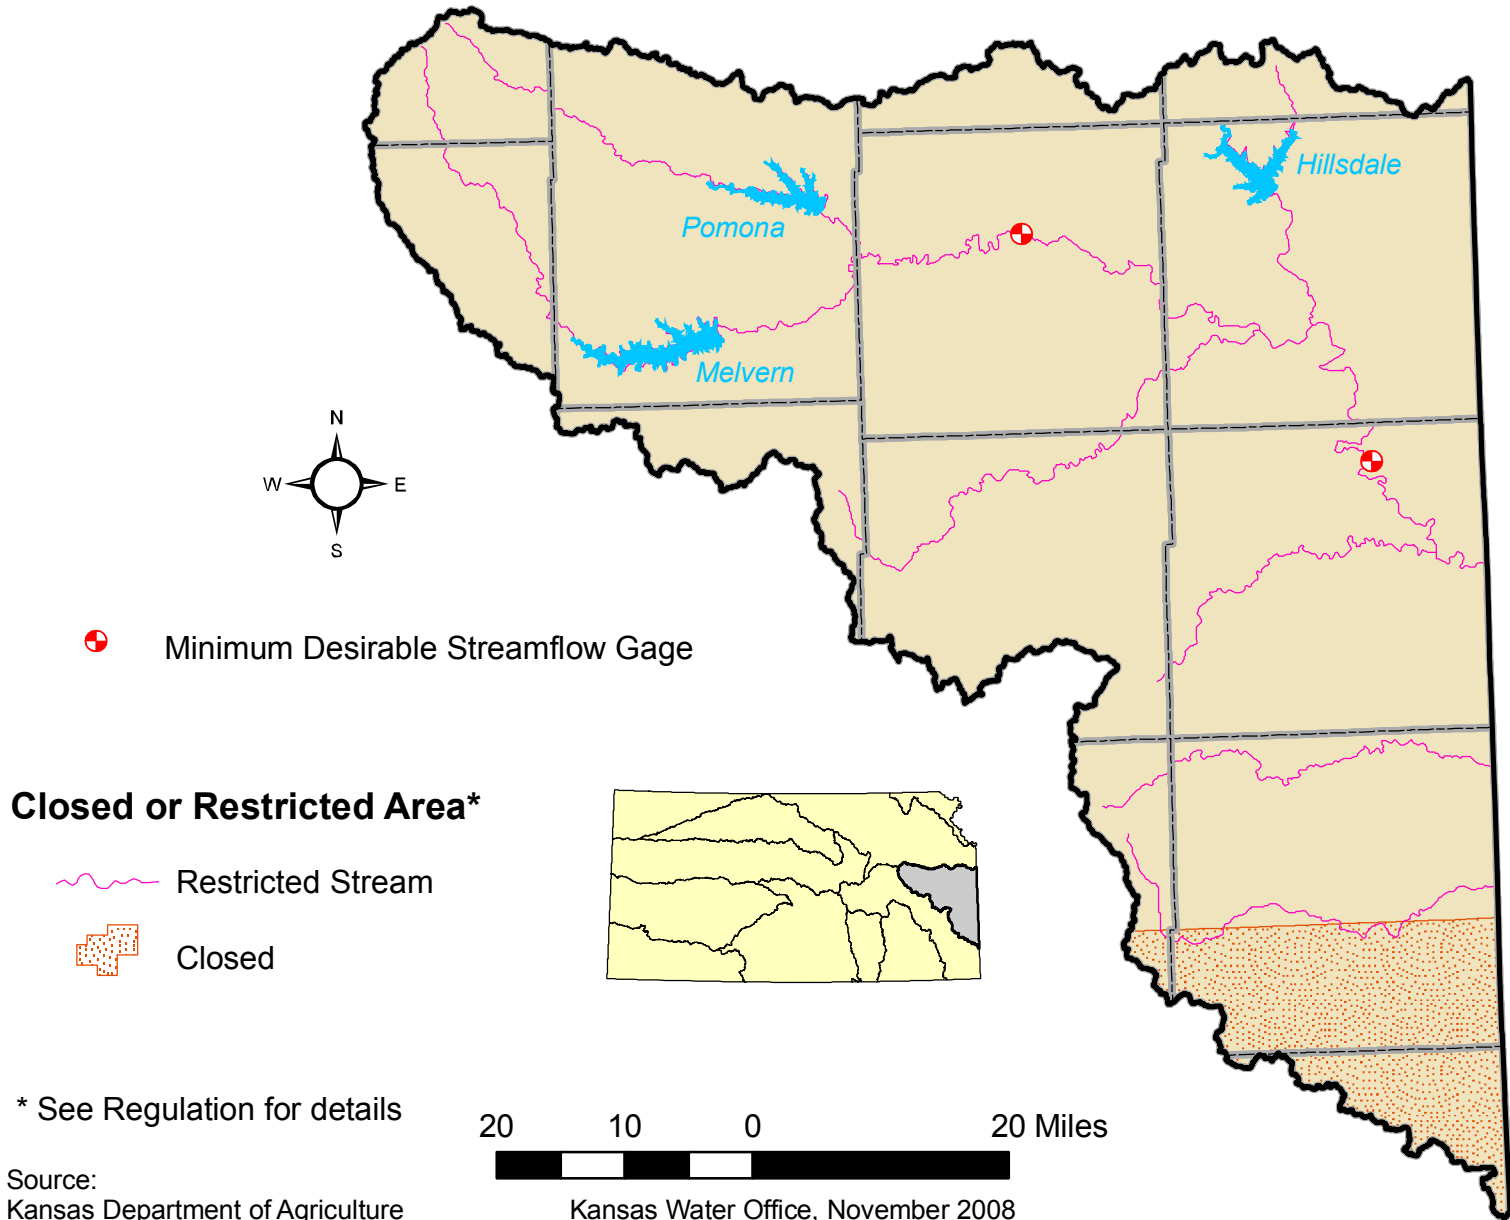 Hillsdale
Pomona
Melvern
N
W
E
S
Minimum Desirable Streamflow Gage
Closed or Restricted Area*
Restricted Stream
Closed
* See Regulation for details
20 10 0 20 Miles
Source:
Kansas Department of Agriculture
Kansas Water Office, November 2008